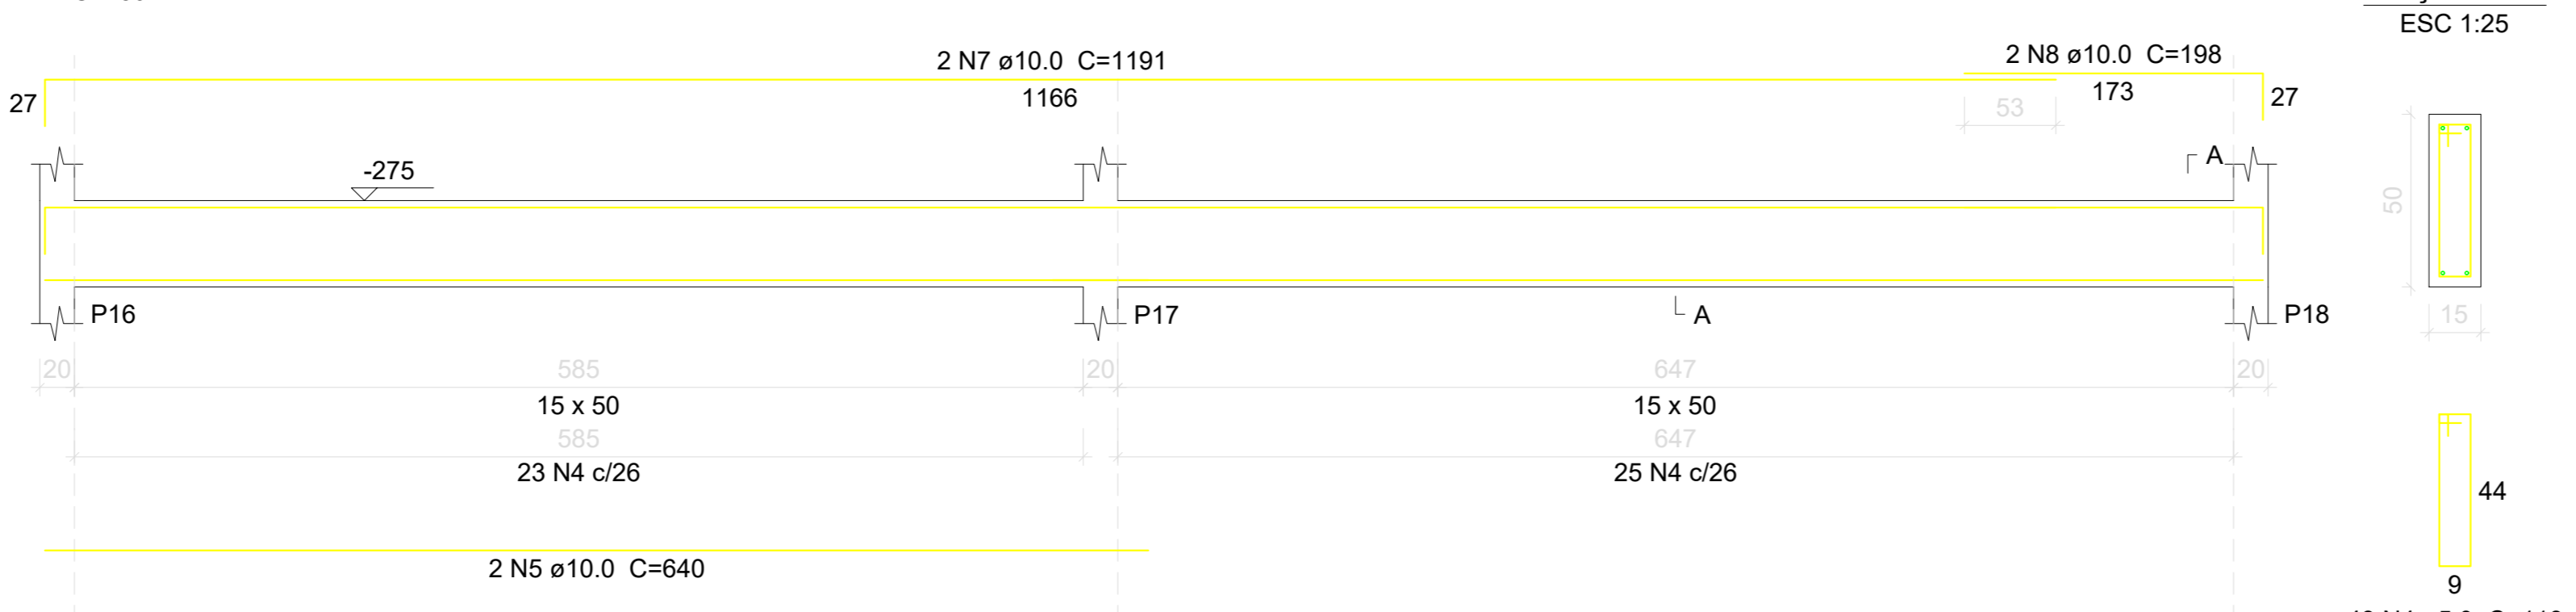 ESC 1:25
2 N7 ø10.0 C=1191
2 N8 ø10.0 C=198
27
1166
53
173
27
-275
A
50
P16
P17
A
P18
15
20
585
20
647
20
15 x 50
15 x 50
585
647
23 N4 c/26
25 N4 c/26
44
2 N5 ø10.0 C=640
9